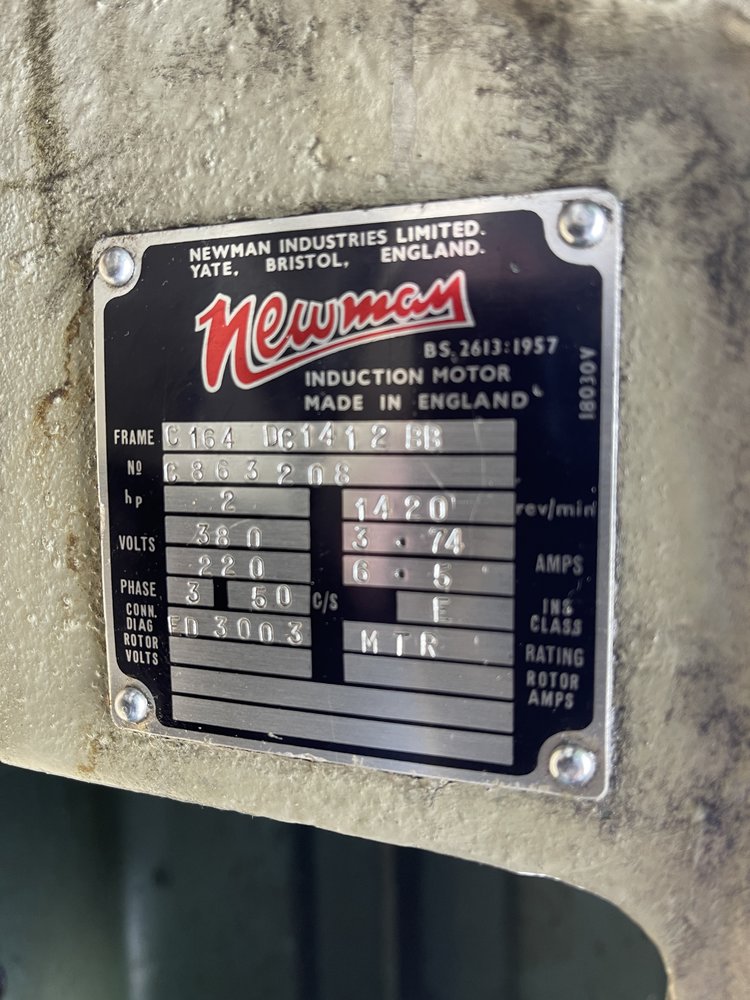 NEWMAN INDUSTRIES LIMITED.
YATE, BRISTOL, ENGLAND.
Newman
BS. 2613:1957
INDUCTION MOTOR
MADE IN ENGLAND
18030V
FRAME C164 DC1412 BB
Nº C863208
hp 2 1420 rev/min
VOLTS 380 3.74 AMPS
220 6.5
PHASE 3 50 C/S E INS CLASS
CONN. DIAG ED3003 MTR RATING
ROTOR VOLTS ROTOR AMPS